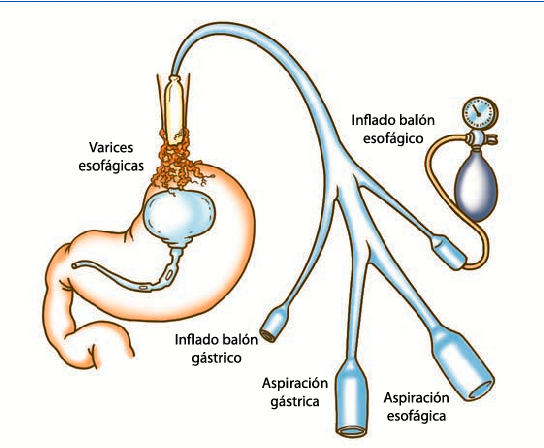 Inflado balón
esofágico
Varices
esofágicas
Inflado balón
gástrico
Aspiración
gástrica
Aspiración
esofágica